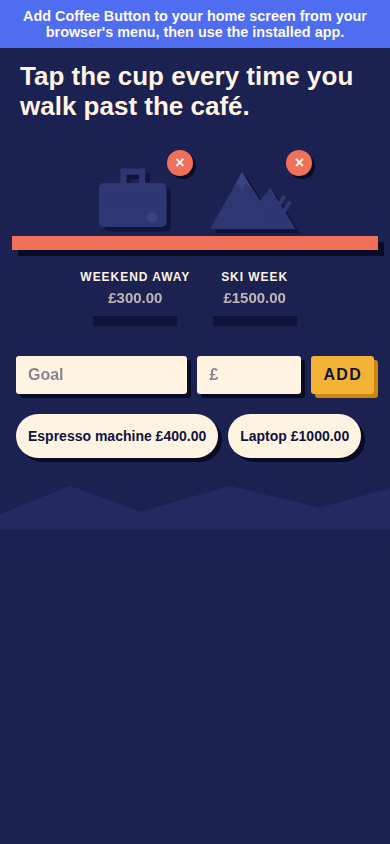 Add Coffee Button to your home screen from your
browser's menu, then use the installed app.
Tap the cup every time you
walk past the café.
×
×
WEEKEND AWAY
£300.00
SKI WEEK
£1500.00
Goal
£
ADD
Espresso machine £400.00
Laptop £1000.00